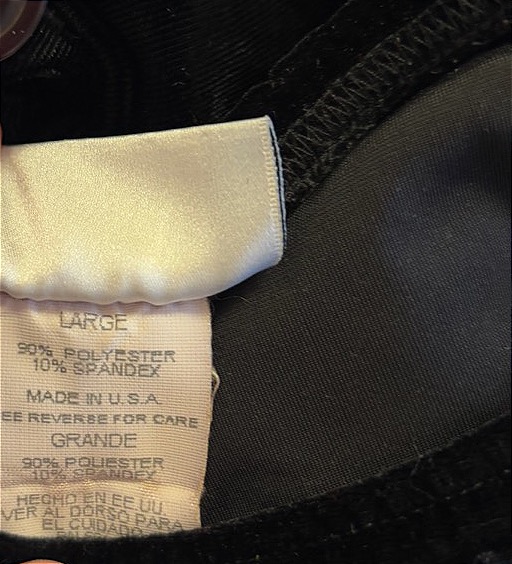 LARGE
90% POLYESTER
10% SPANDEX
MADE IN U.S.A.
EE REVERSE FOR CARE
GRANDE
90% POLIESTER
10% SPANDEX
HECHO EN EE UU
VER AL DORSO PARA
EL CUIDADO